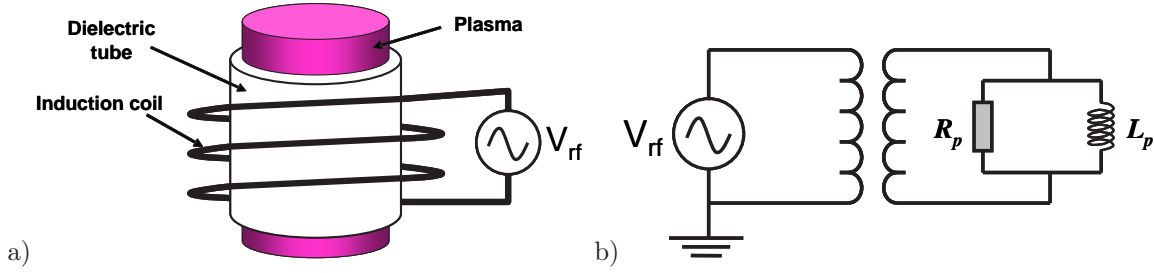 Dielectric
tube
Plasma
Induction coil
V_rf
a)
V_rf
R_p
L_p
b)